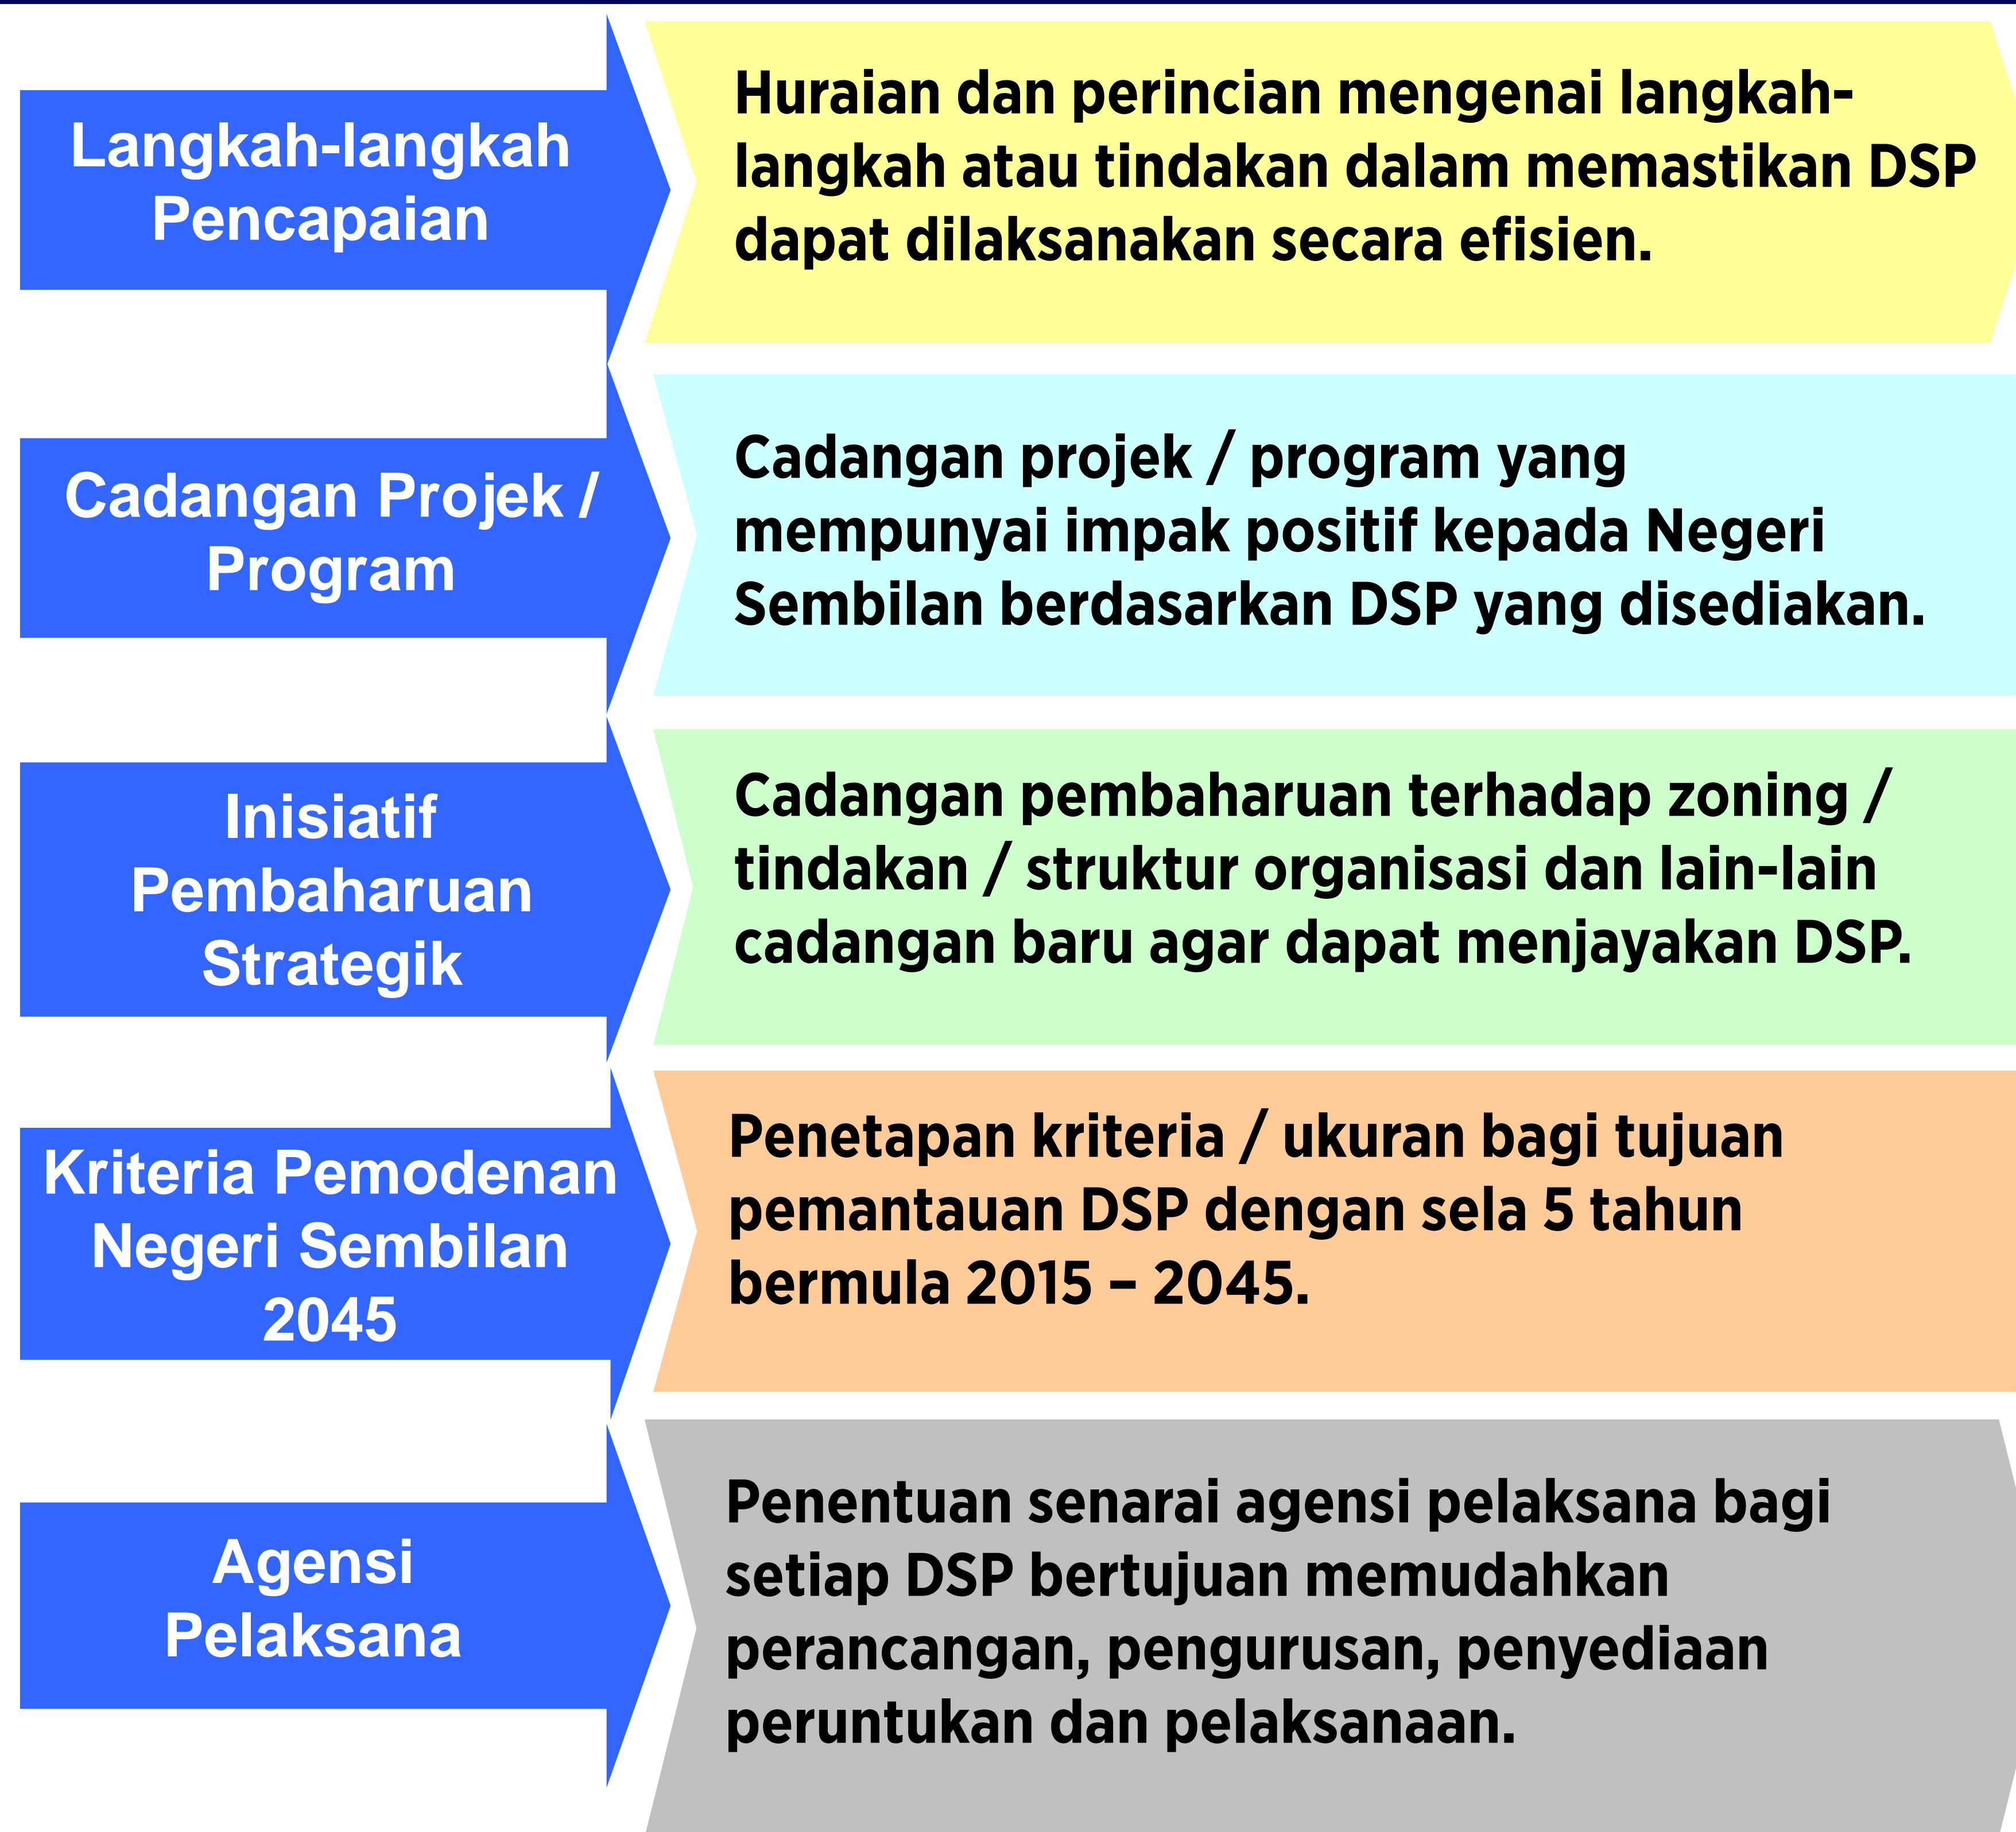 Langkah-langkah
Pencapaian
Huraian dan perincian mengenai langkah-
langkah atau tindakan dalam memastikan DSP
dapat dilaksanakan secara efisien.
Cadangan Projek /
Program
Cadangan projek / program yang
mempunyai impak positif kepada Negeri
Sembilan berdasarkan DSP yang disediakan.
Inisiatif
Pembaharuan
Strategik
Cadangan pembaharuan terhadap zoning /
tindakan / struktur organisasi dan lain-lain
cadangan baru agar dapat menjayakan DSP.
Kriteria Pemodenan
Negeri Sembilan
2045
Penetapan kriteria / ukuran bagi tujuan
pemantauan DSP dengan sela 5 tahun
bermula 2015 – 2045.
Agensi
Pelaksana
Penentuan senarai agensi pelaksana bagi
setiap DSP bertujuan memudahkan
perancangan, pengurusan, penyediaan
peruntukan dan pelaksanaan.